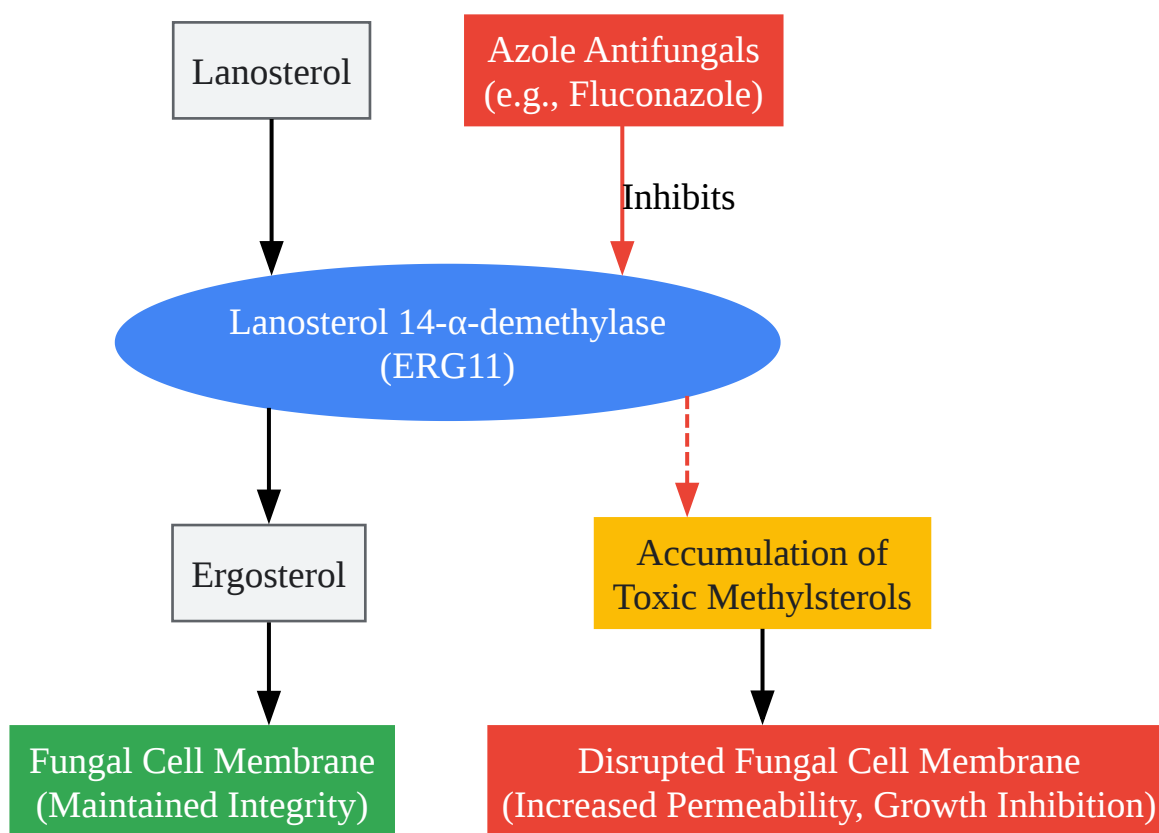 Lanosterol
Azole Antifungals
(e.g., Fluconazole)
Inhibits
Lanosterol 14-α-demethylase
(ERG11)
Ergosterol
Accumulation of
Toxic Methylsterols
Fungal Cell Membrane
(Maintained Integrity)
Disrupted Fungal Cell Membrane
(Increased Permeability, Growth Inhibition)